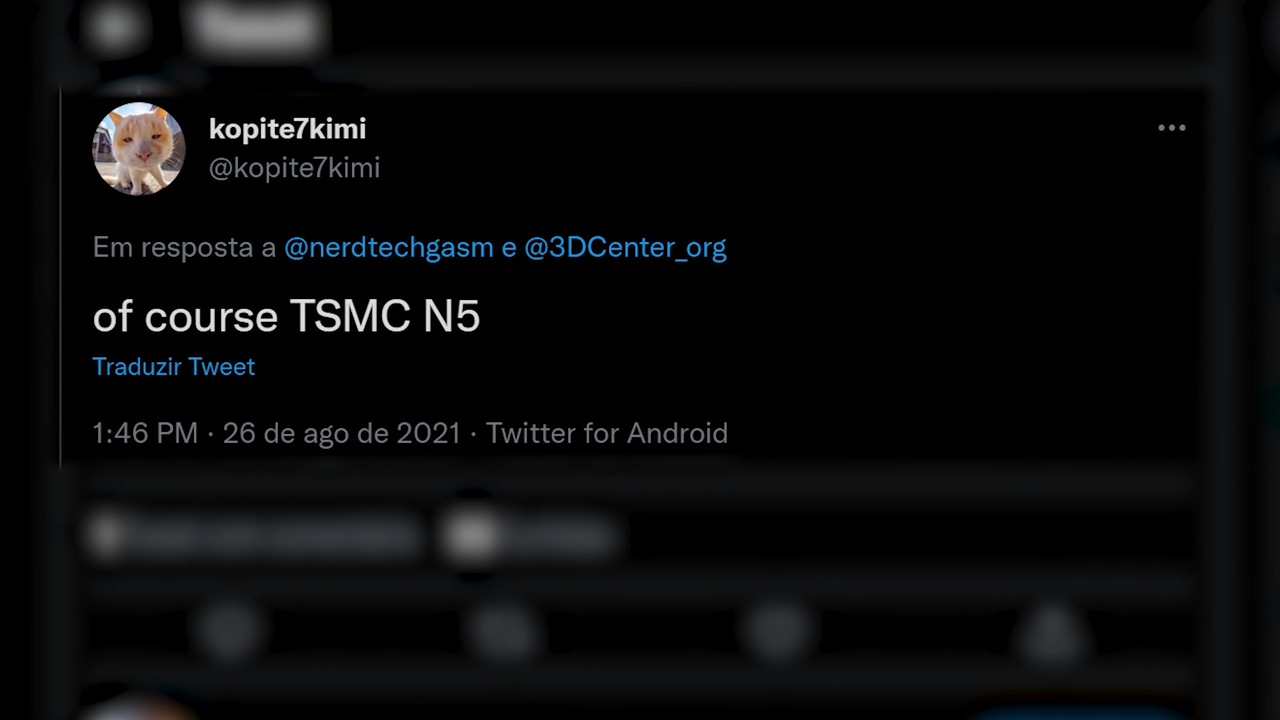 kopite7kimi
@kopite7kimi
Em resposta a @nerdtechgasm e @3DCenter_org
of course TSMC N5
Traduzir Tweet
1:46 PM · 26 de ago de 2021 · Twitter for Android